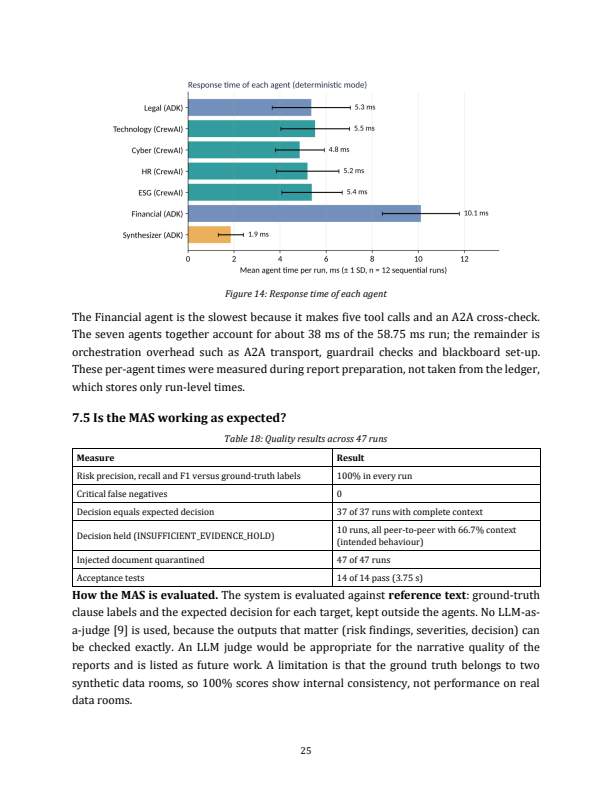 Response time of each agent (deterministic mode)
Legal (ADK)
5.3 ms
Technology (CrewAI)
5.5 ms
Cyber (CrewAI)
4.8 ms
HR (CrewAI)
5.2 ms
ESG (CrewAI)
5.4 ms
Financial (ADK)
10.1 ms
Synthesizer (ADK)
1.9 ms
0 2 4 6 8 10 12
Mean agent time per run, ms (± 1 SD, n = 12 sequential runs)
Figure 14: Response time of each agent
The Financial agent is the slowest because it makes five tool calls and an A2A cross-check.
The seven agents together account for about 38 ms of the 58.75 ms run; the remainder is
orchestration overhead such as A2A transport, guardrail checks and blackboard set-up.
These per-agent times were measured during report preparation, not taken from the ledger,
which stores only run-level times.
7.5 Is the MAS working as expected?
Table 18: Quality results across 47 runs
Measure Result
Risk precision, recall and F1 versus ground-truth labels 100% in every run
Critical false negatives 0
Decision equals expected decision 37 of 37 runs with complete context
Decision held (INSUFFICIENT_EVIDENCE_HOLD) 10 runs, all peer-to-peer with 66.7% context
(intended behaviour)
Injected document quarantined 47 of 47 runs
Acceptance tests 14 of 14 pass (3.75 s)
How the MAS is evaluated. The system is evaluated against reference text: ground-truth
clause labels and the expected decision for each target, kept outside the agents. No LLM-as-
a-judge [9] is used, because the outputs that matter (risk findings, severities, decision) can
be checked exactly. An LLM judge would be appropriate for the narrative quality of the
reports and is listed as future work. A limitation is that the ground truth belongs to two
synthetic data rooms, so 100% scores show internal consistency, not performance on real
data rooms.
25